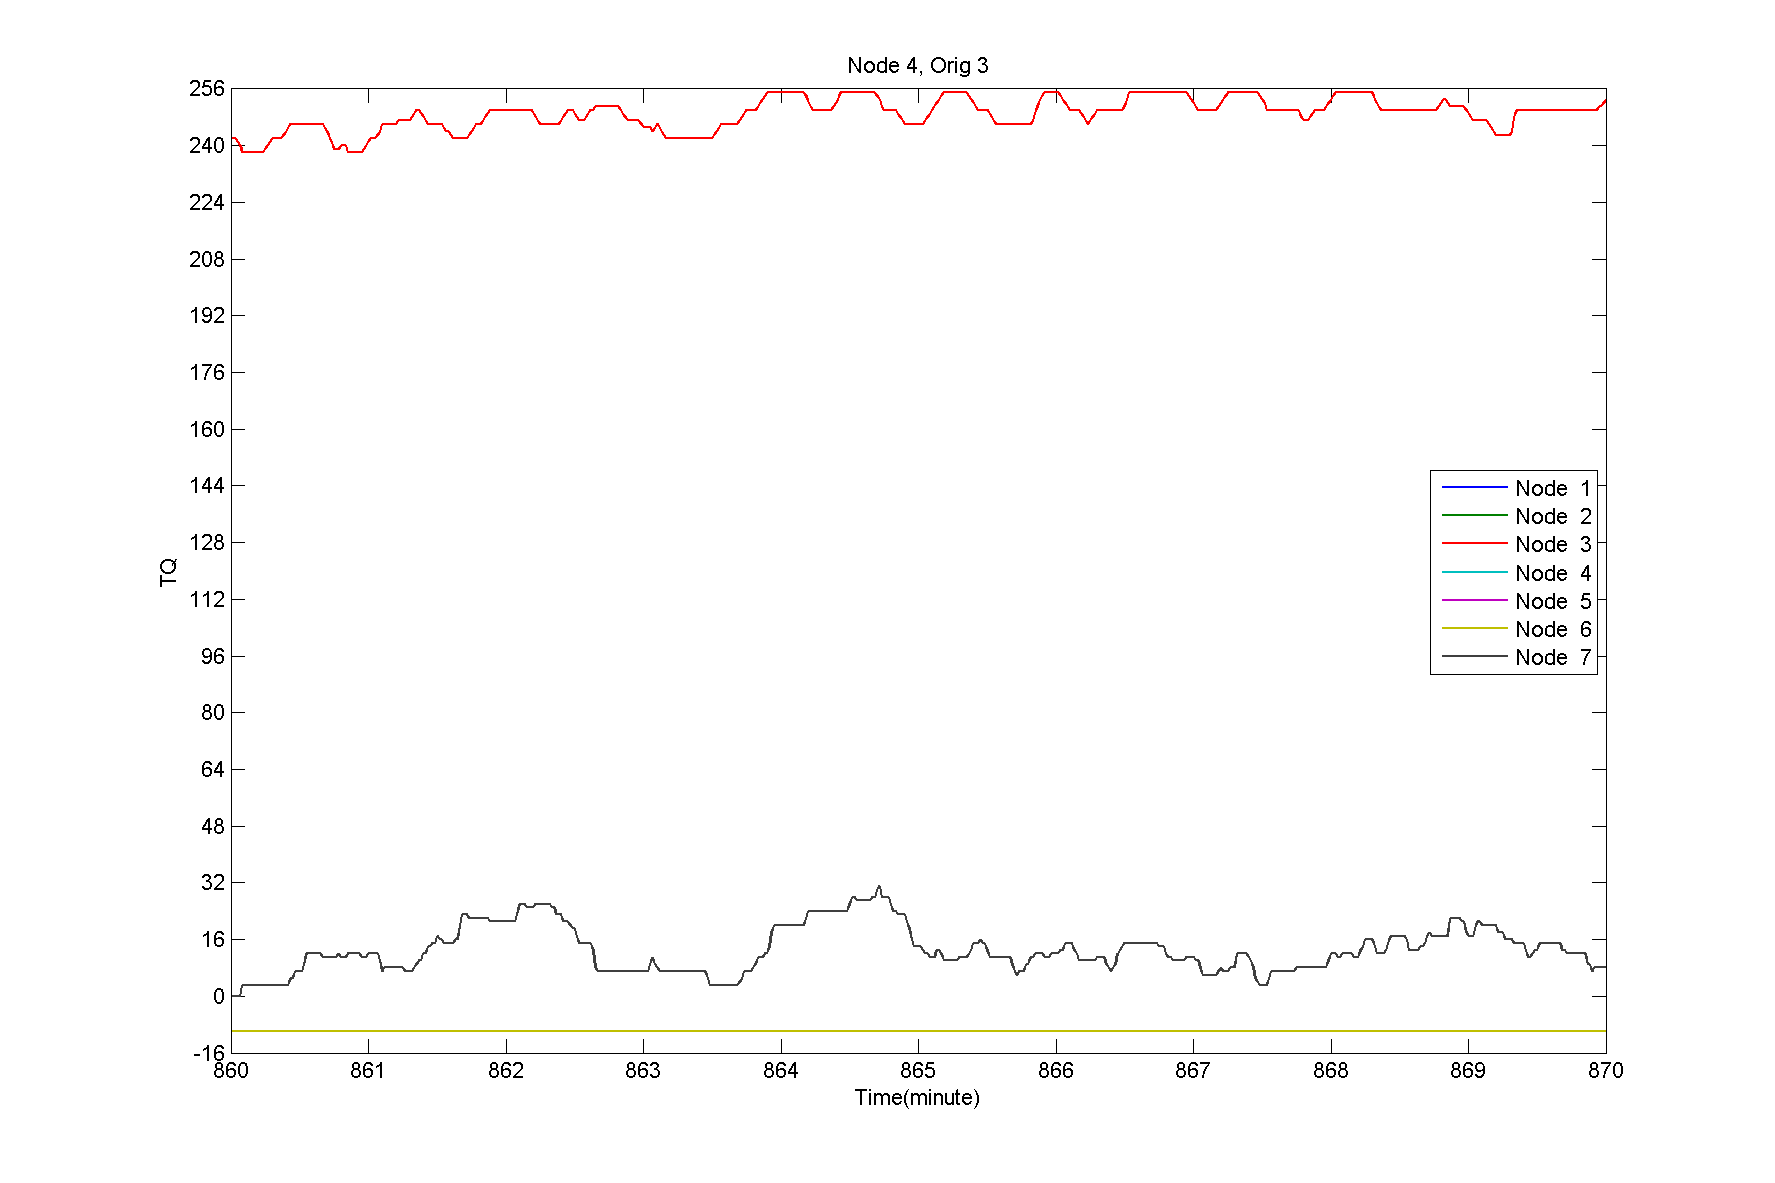 Node 4, Orig 3
256
240
224
208
192
176
160
144
128
112
96
80
64
48
32
16
0
-16
TQ
Node 1
Node 2
Node 3
Node 4
Node 5
Node 6
Node 7
860 861 862 863 864 865 866 867 868 869 870
Time(minute)